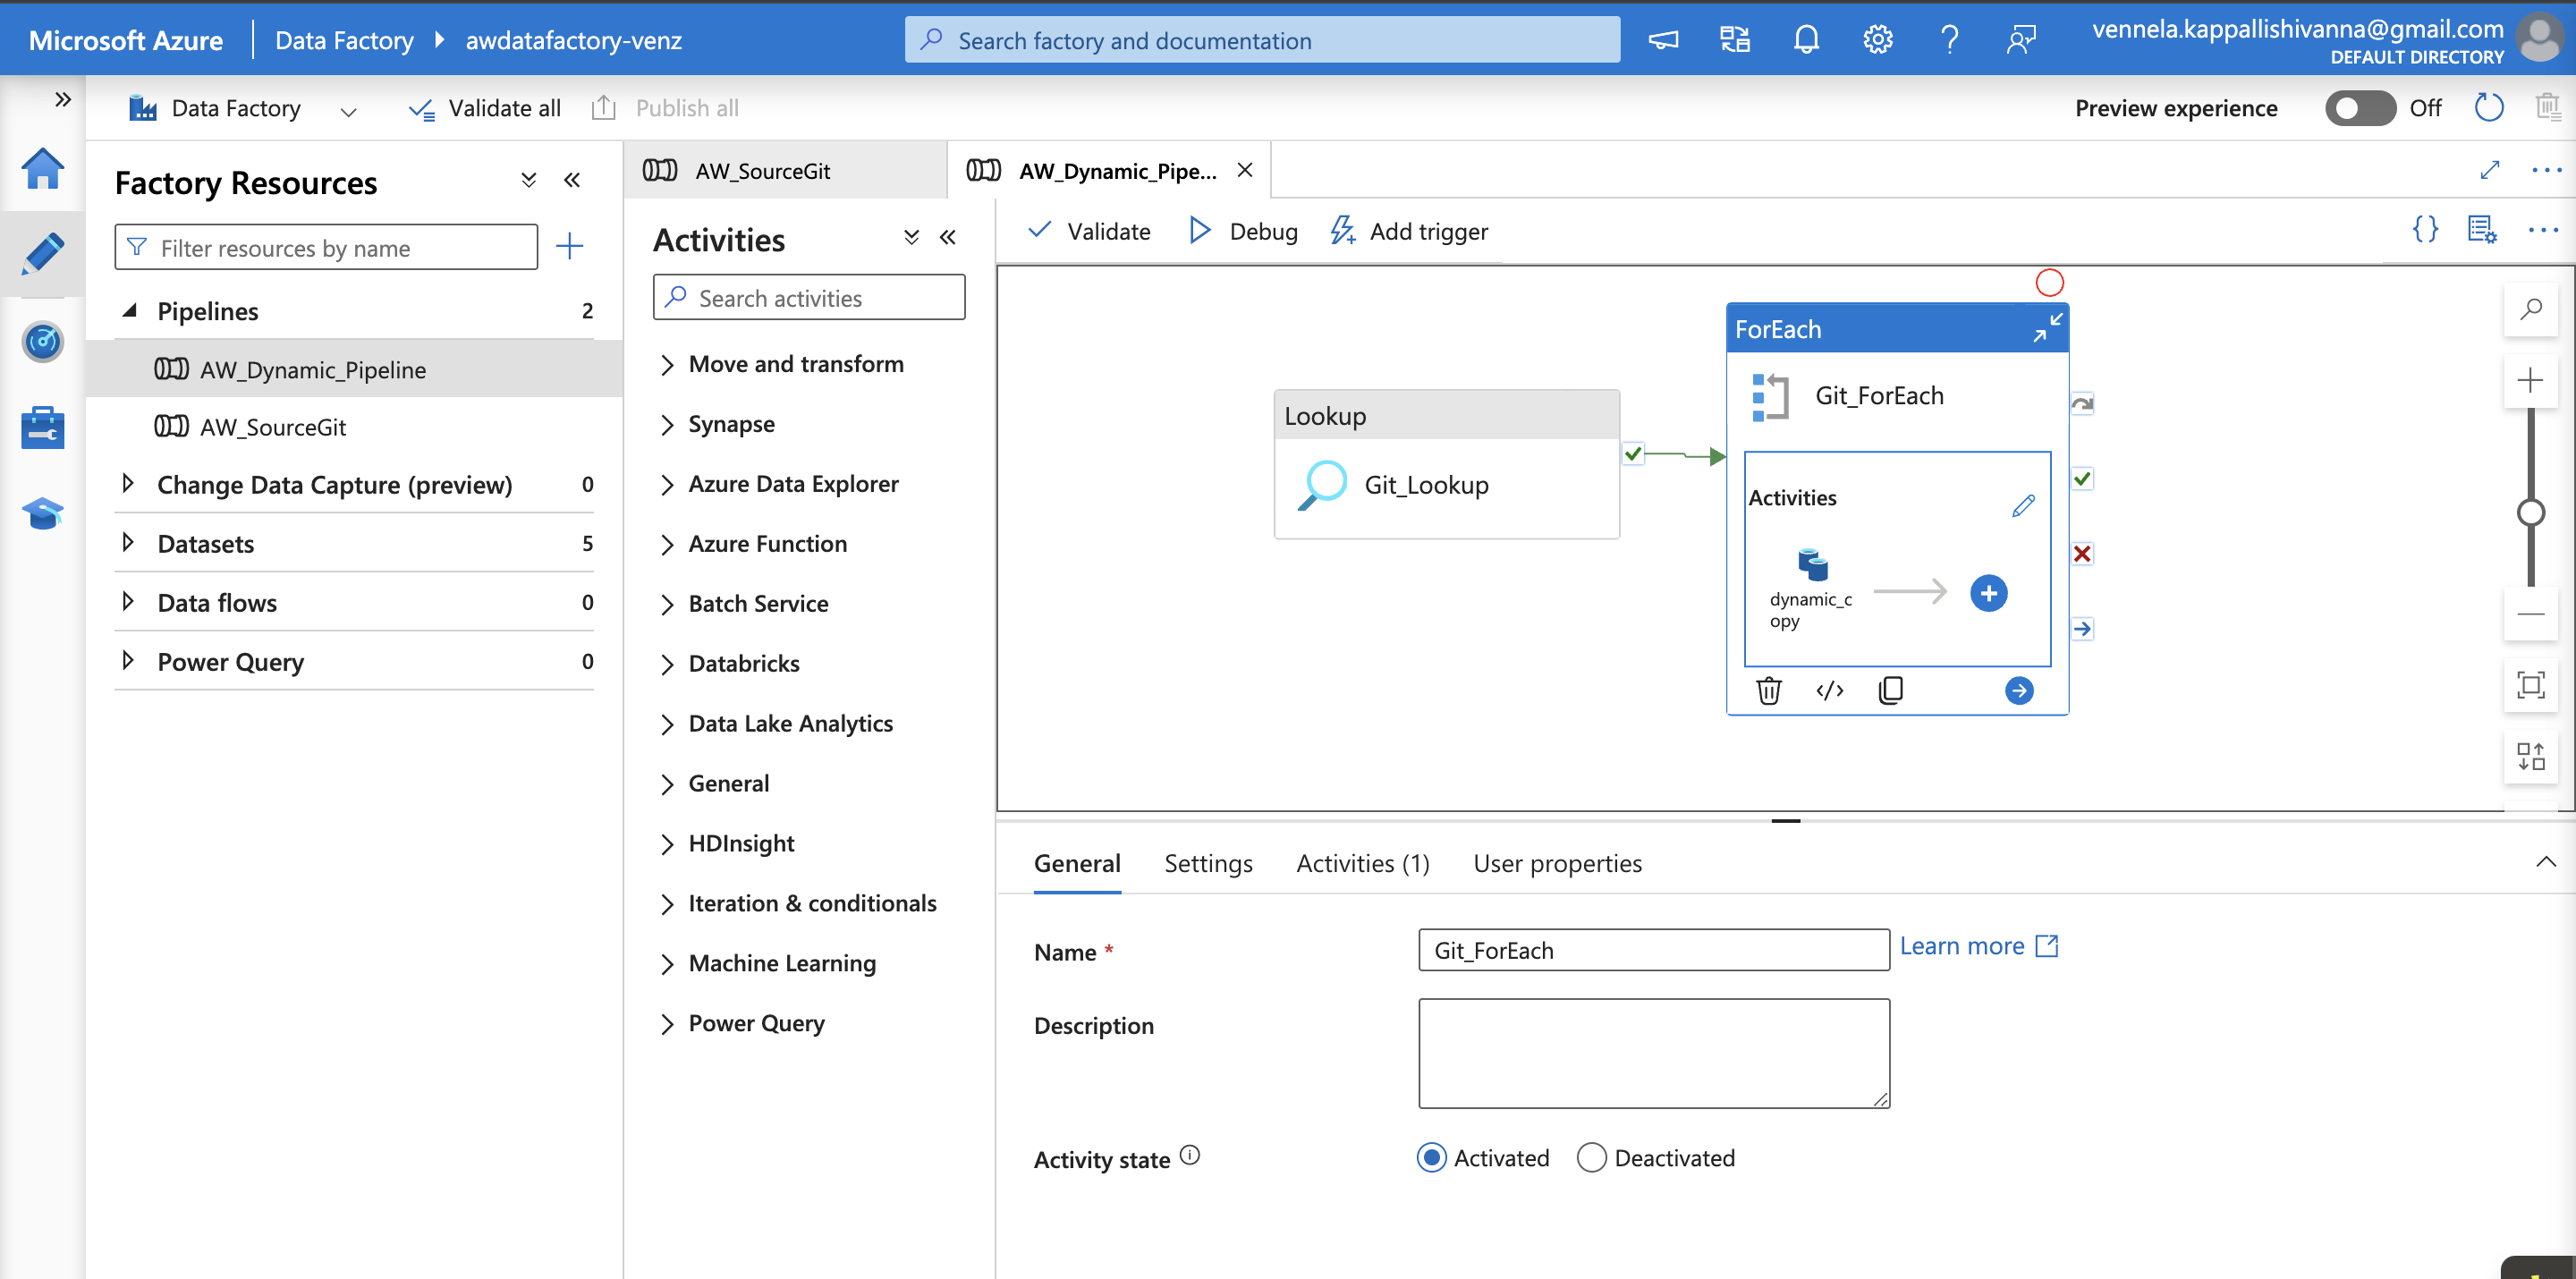 Microsoft Azure
Data Factory
awdatafactory-venz
Search factory and documentation
vennela.kappallishivanna@gmail.com
DEFAULT DIRECTORY
Data Factory
Validate all
Publish all
Preview experience
Off
Factory Resources
Filter resources by name
Pipelines 2
AW_Dynamic_Pipeline
AW_SourceGit
Change Data Capture (preview) 0
Datasets 5
Data flows 0
Power Query 0
AW_SourceGit
AW_Dynamic_Pipe...
Activities
Search activities
Move and transform
Synapse
Azure Data Explorer
Azure Function
Batch Service
Databricks
Data Lake Analytics
General
HDInsight
Iteration & conditionals
Machine Learning
Power Query
Validate
Debug
Add trigger
Lookup
Git_Lookup
ForEach
Git_ForEach
Activities
dynamic_c
opy
General
Settings
Activities (1)
User properties
Name *
Git_ForEach
Learn more
Description
Activity state
Activated
Deactivated